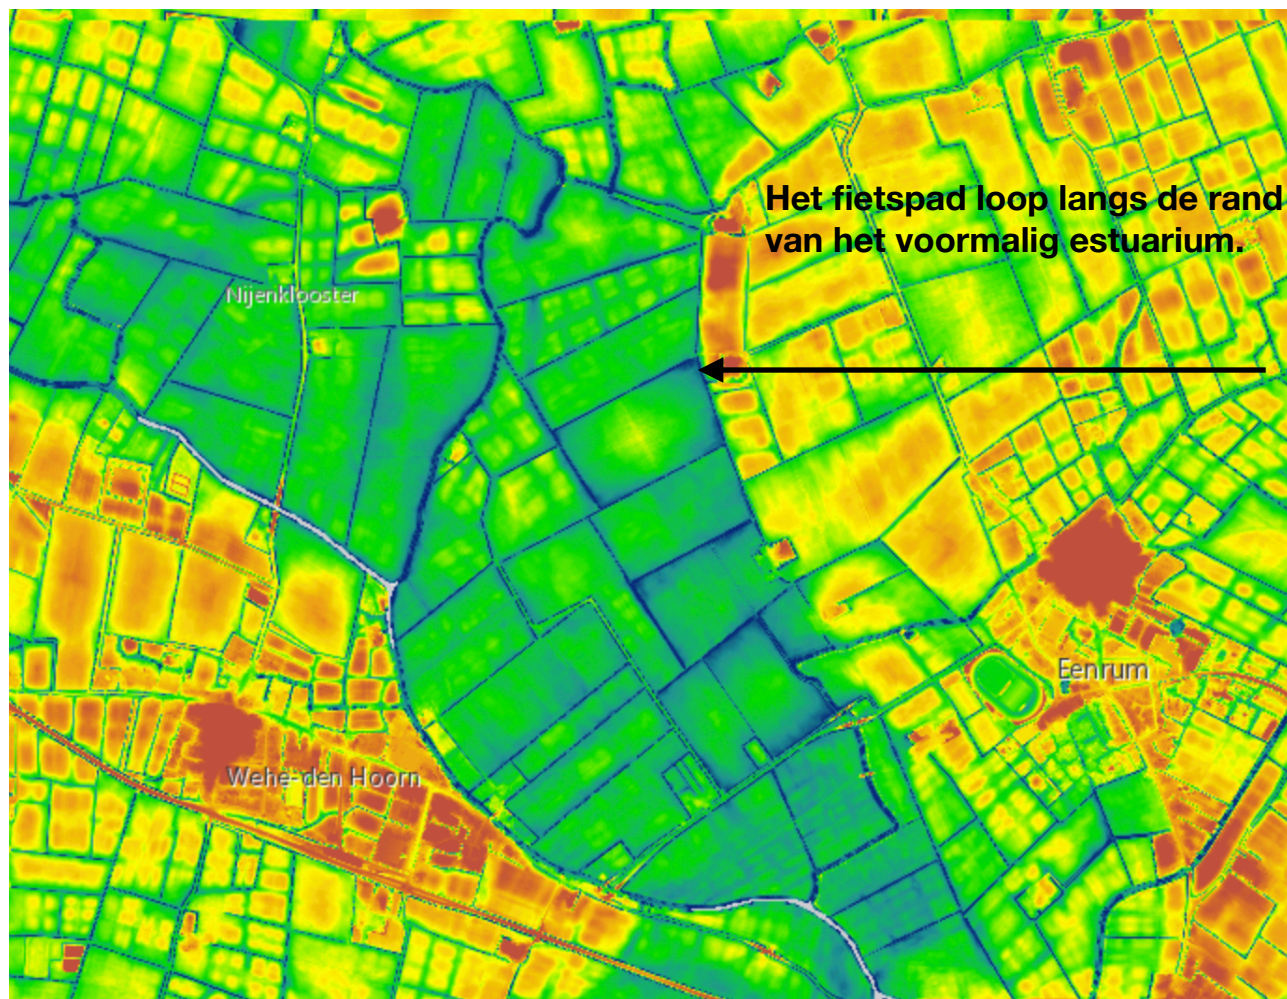 Het fietspad loop langs de rand
van het voormalig estuarium.
Nijenklooster
Eenrum
Wehe-den Hoorn